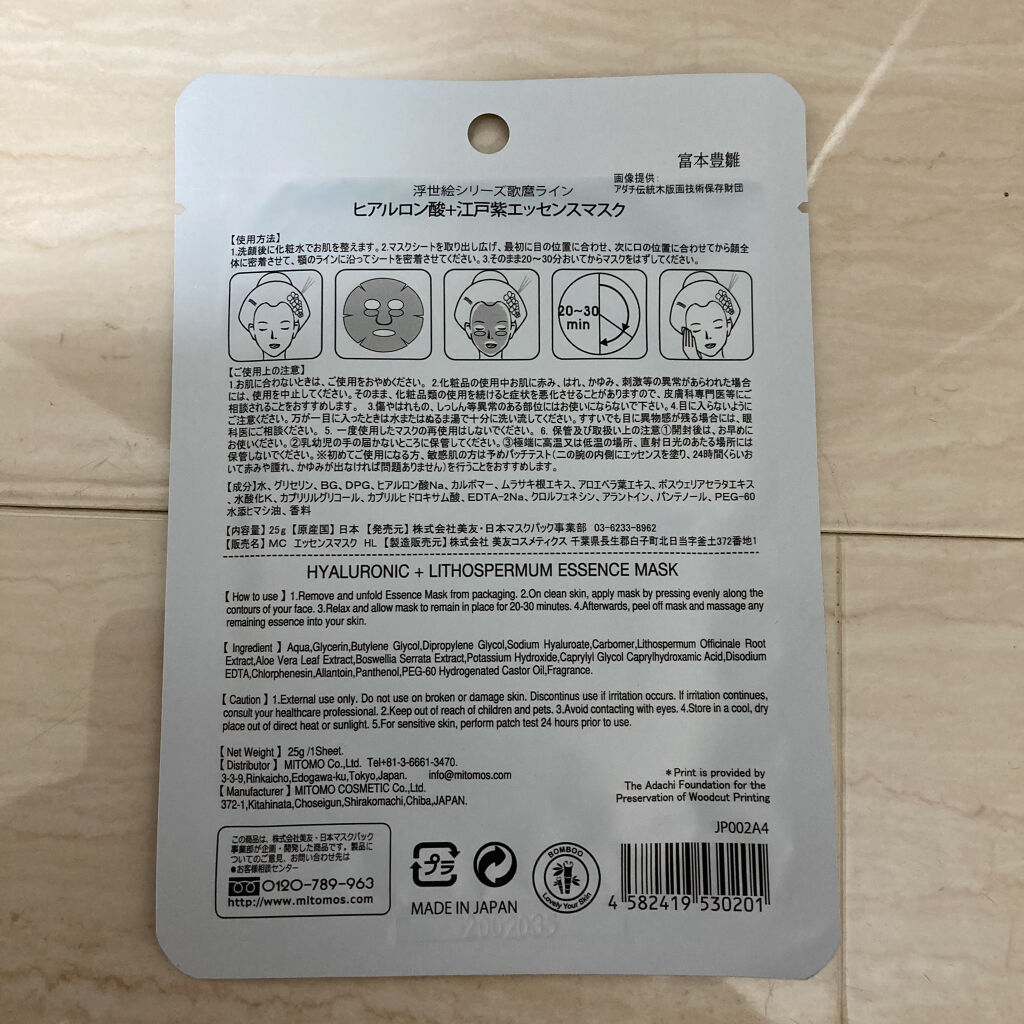 富本豊雛
画像提供:
アダチ伝統木版画技術保存財団
浮世絵シリーズ歌麿ライン
ヒアルロン酸+江戸紫エッセンスマスク
【使用方法】
1.洗顔後に化粧水でお肌を整えます。2.マスクシートを取り出し広げ、最初に目の位置に合わせ、次に口の位置に合わせてから顔全
体に密着させて、顎のラインに沿ってシートを密着させてください。3.そのまま20〜30分おいてからマスクをはずしてください。
20~30
min
【ご使用上の注意】
1.お肌に合わないときは、ご使用をおやめください。2.化粧品の使用中お肌に赤み、はれ、かゆみ、刺激等の異常があらわれた場合
には、使用を中止してください。そのまま、化粧品類の使用を続けると症状を悪化させることがありますので、皮膚科専門医等にご
相談されることをおすすめします。 3.傷やはれもの、しっしん等異常のある部位にはお使いにならないで下さい。4.目に入らないように
ご注意ください。万が一目に入ったときは水またはぬるま湯で十分に洗い流してください。すすいでも目に異物感が残る場合には、眼
科医にご相談ください。5. 一度使用したマスクの再使用はしないでください。6. 保管及び取扱い上の注意①開封後は、お早めに
お使いください。②乳幼児の手の届かないところに保管してください。③極端に高温又は低温の場所、直射日光のあたる場所には
保管しないでください。※初めてご使用になる方、敏感肌の方は予めパッチテスト(二の腕の内側にエッセンスを塗り、24時間くらいお
いて赤みや腫れ、かゆみが出なければ問題ありません)を行うことをおすすめします。
【成分】水、グリセリン、BG、DPG、ヒアルロン酸Na、カルボマー、ムラサキ根エキス、アロエベラ葉エキス、ボスウェリアセラタエキス
、水酸化K、カプリリルグリコール、カプリルヒドロキサム酸、EDTA-2Na、クロルフェネシン、アラントイン、パンテノール、PEG-60
水添ヒマシ油、香料
【内容量】25g【原産国】日本 【発売元】株式会社美友・日本マスクパック事業部 03-6233-8962
【販売名】MC エッセンスマスク HL【製造販売元】株式会社 美友コスメティクス 千葉県長生郡白子町北日当字釜土372番地1
HYALURONIC + LITHOSPERMUM ESSENCE MASK
【 How to use 】1.Remove and unfold Essence Mask from packaging. 2.On clean skin, apply mask by pressing evenly along the
contours of your face. 3.Relax and allow mask to remain in place for 20-30 minutes. 4.Afterwards, peel off mask and massage any
remaining essence into your skin.
【 Ingredient 】 Aqua,Glycerin,Butylene Glycol,Dipropylene Glycol,Sodium Hyaluroate,Carbomer,Lithospermum Officinale Root
Extract,Aloe Vera Leaf Extract,Boswellia Serrata Extract,Potassium Hydroxide,Caprylyl Glycol Caprylhydroxamic Acid,Disodium
EDTA,Chlorphenesin,Allantoin,Panthenol,PEG-60 Hydrogenated Castor Oil,Fragrance.
【 Caution 】1.External use only. Do not use on broken or damage skin. Discontinus use if irritation occurs. If irritation continues,
consult your healthcare professional. 2.Keep out of reach of children and pets. 3.Avoid contacting with eyes. 4.Store in a cool, dry
place out of direct heat or sunlight. 5.For sensitive skin, perform patch test 24 hours prior to use.
【 Net Weight 】 25g /1Sheet.
【 Distributor 】 MITOMO Co.,Ltd. Tel+81-3-6661-3470.
3-3-9,Rinkaicho,Edogawa-ku,Tokyo,Japan. info@mitomos.com
【 Manufacturer 】MITOMO COSMETIC Co.,Ltd.
372-1,Kitahinata,Choseigun,Shirakomachi,Chiba,JAPAN.
*Print is provided by
The Adachi Foundation for the
Preservation of Woodcut Printing
JP002A4
この商品は、株式会社美友・日本マスクパック
事業部が企画・開発した商品です。製品に
ついてのご意見、お問い合わせ先は
●お客様相談センター
0120-789-963
http://www.mitomos.com
プラ
MADE IN JAPAN
BOMBOO
Lovely Your Skin
4 582419 530201